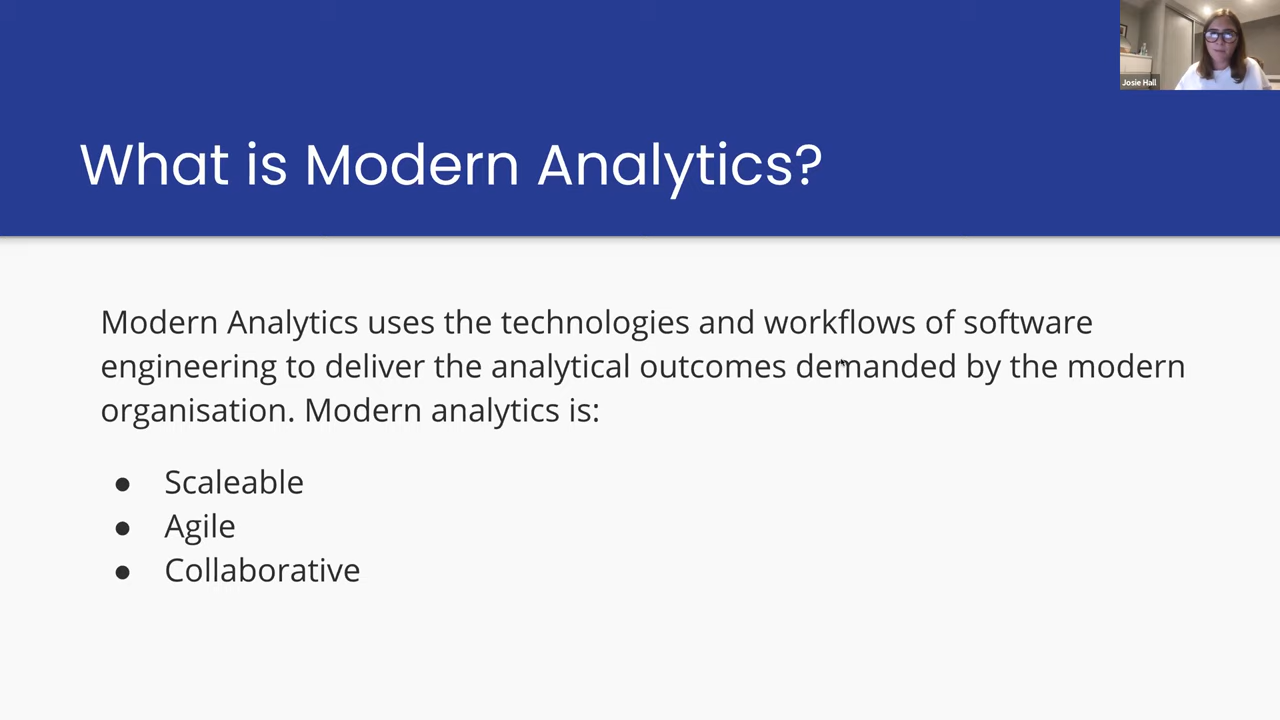 Josie Hall
What is Modern Analytics?
Modern Analytics uses the technologies and workflows of software
engineering to deliver the analytical outcomes demanded by the modern
organisation. Modern analytics is:
● Scaleable
● Agile
● Collaborative